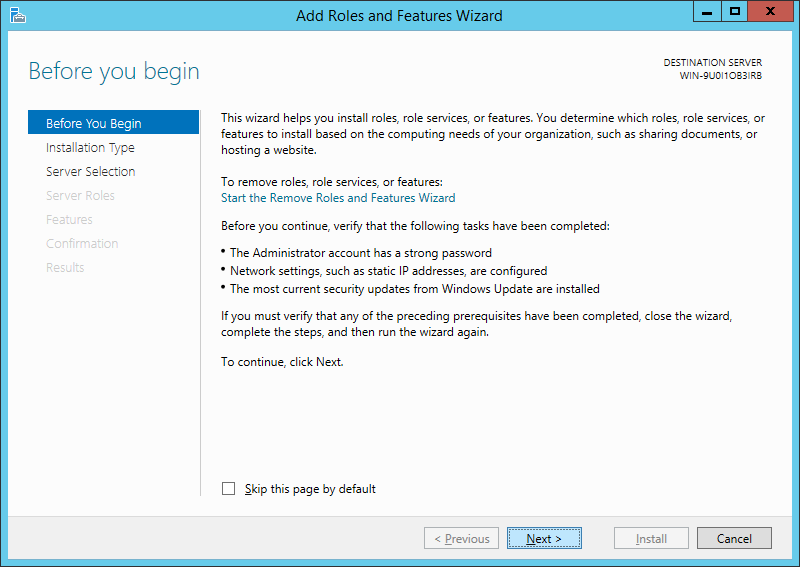 Add Roles and Features Wizard
Before you begin
DESTINATION SERVER
WIN-9U0I1OB3IRB
Before You Begin
Installation Type
Server Selection
Server Roles
Features
Confirmation
Results
This wizard helps you install roles, role services, or features. You determine which roles, role services, or
features to install based on the computing needs of your organization, such as sharing documents, or
hosting a website.
To remove roles, role services, or features:
Start the Remove Roles and Features Wizard
Before you continue, verify that the following tasks have been completed:
• The Administrator account has a strong password
• Network settings, such as static IP addresses, are configured
• The most current security updates from Windows Update are installed
If you must verify that any of the preceding prerequisites have been completed, close the wizard,
complete the steps, and then run the wizard again.
To continue, click Next.
Skip this page by default
< Previous
Next >
Install
Cancel